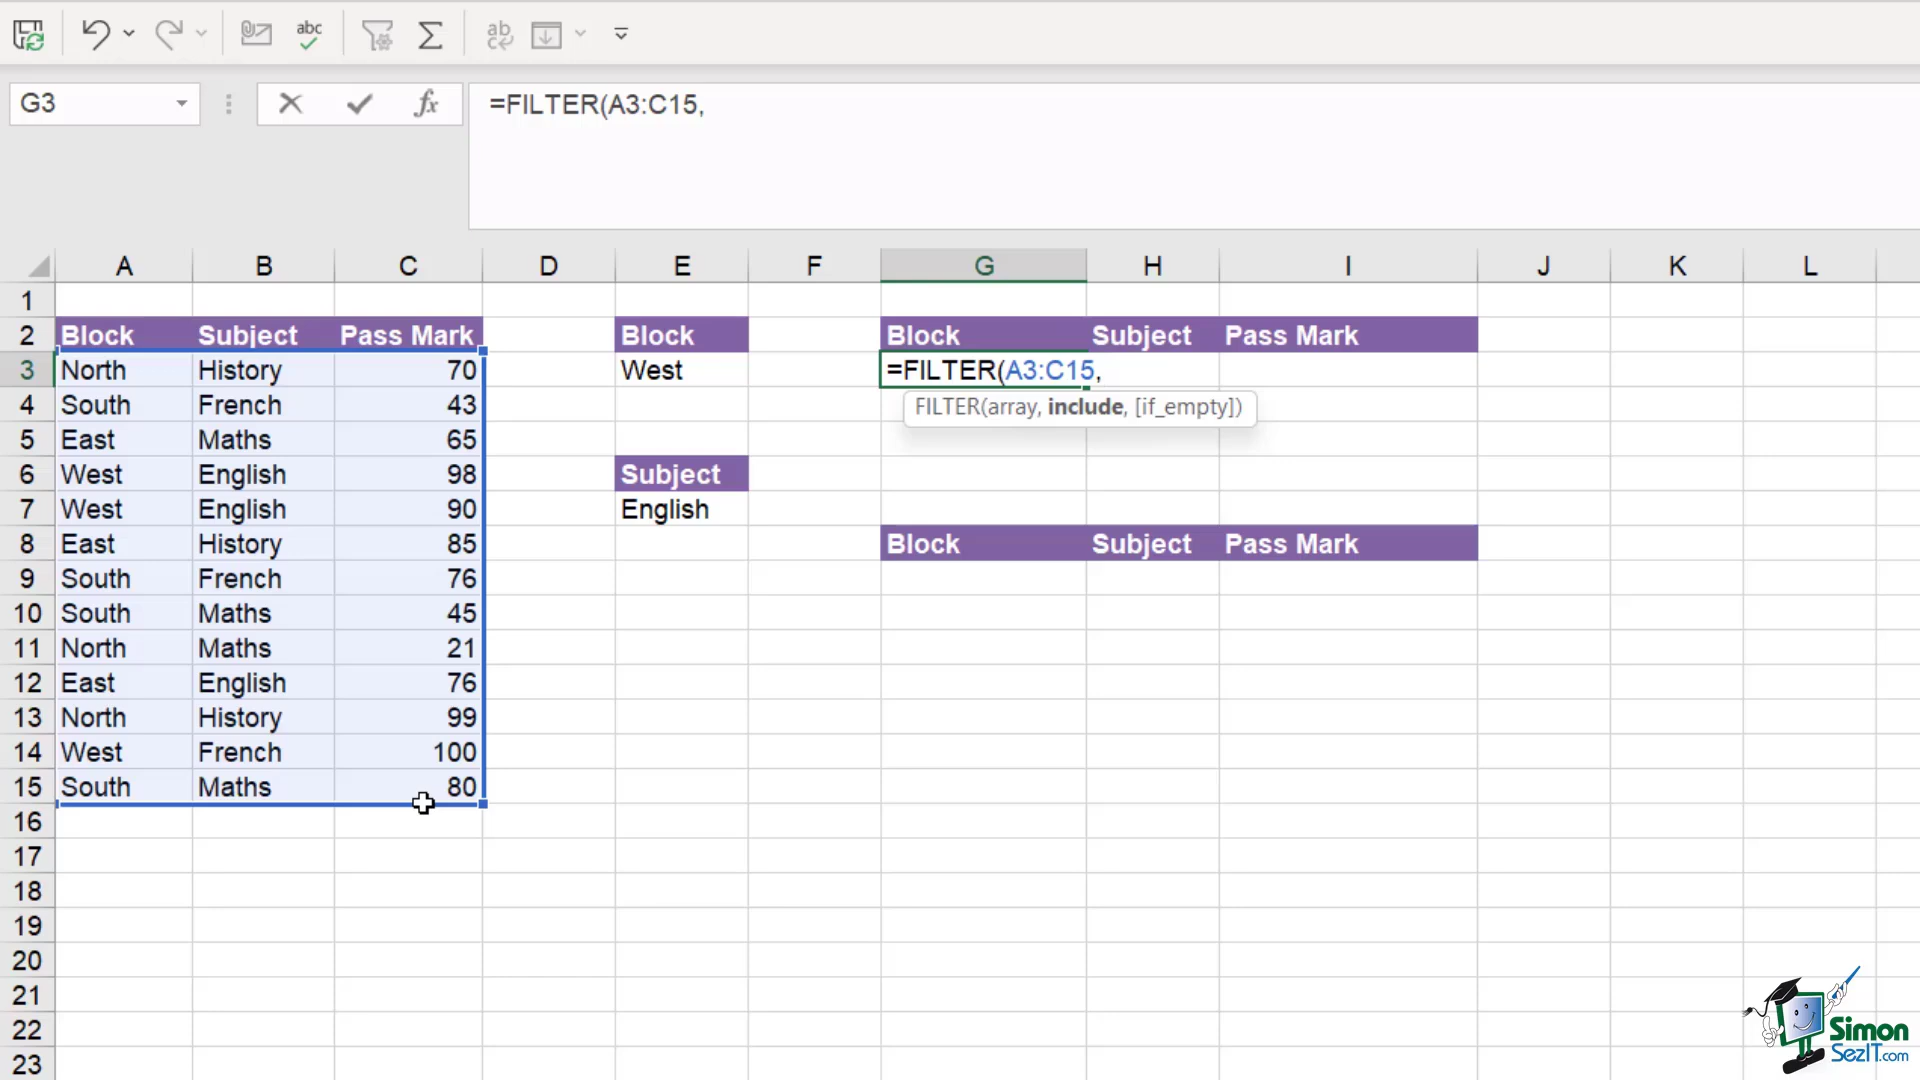 abc
ab
G3
fx
=FILTER(A3:C15,
A B C D E F G H I J K L
1
2 Block Subject Pass Mark Block Block Subject Pass Mark
3 North History 70 West =FILTER(A3:C15,
FILTER(array, include, [if_empty])
4 South French 43
5 East Maths 65
6 West English 98 Subject
7 West English 90 English
8 East History 85 Block Subject Pass Mark
9 South French 76
10 South Maths 45
11 North Maths 21
12 East English 76
13 North History 99
14 West French 100
15 South Maths 80
16
17
18
19
20
21
22
23
Simon
SezIT.com